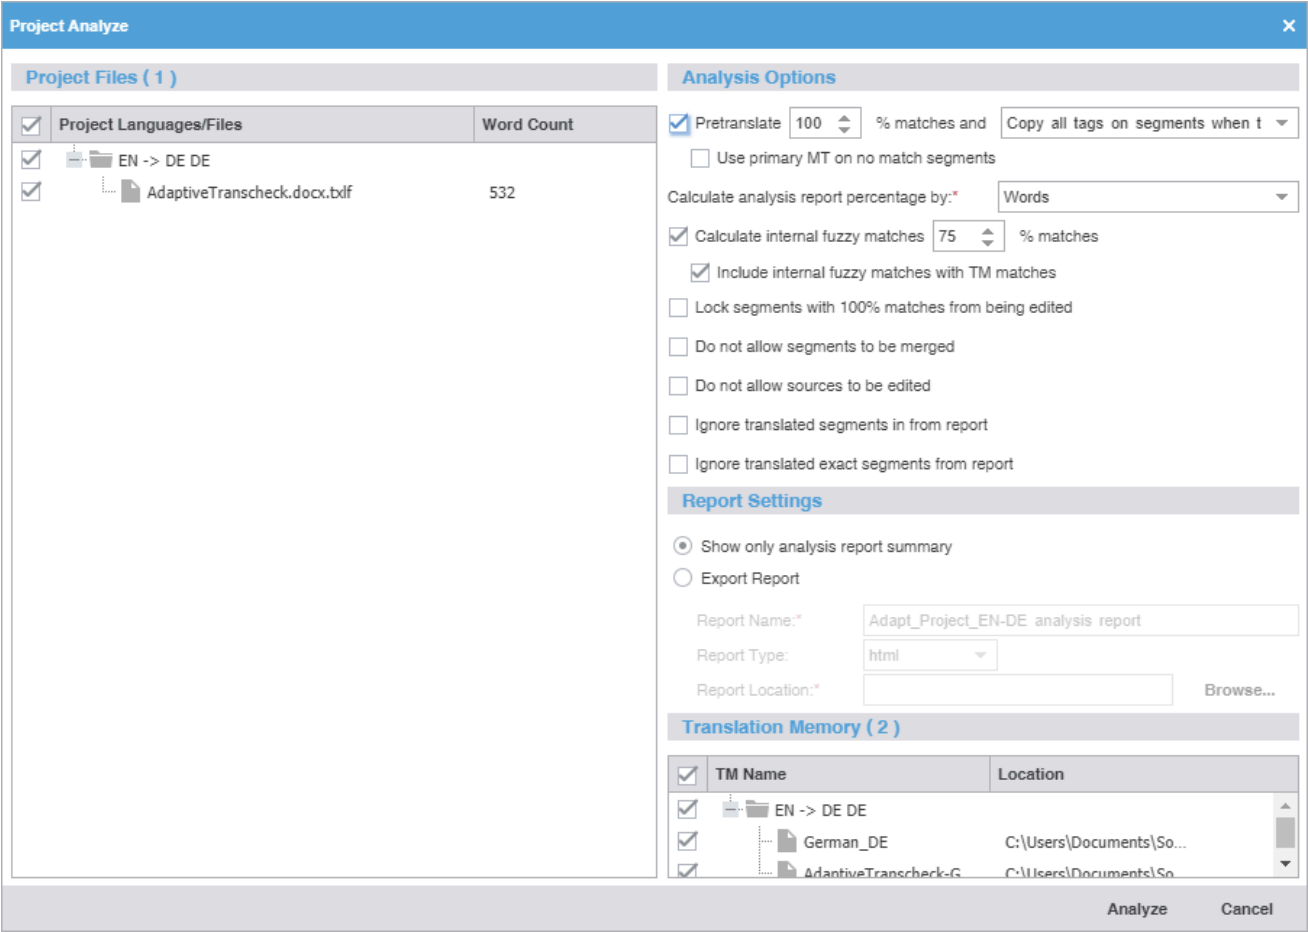 Project Analyze
Project Files ( 1 )
Project Languages/Files Word Count
EN -> DE DE
AdaptiveTranscheck.docx.txlf 532
Analysis Options
Pretranslate 100 % matches and Copy all tags on segments when t
Use primary MT on no match segments
Calculate analysis report percentage by:* Words
Calculate internal fuzzy matches 75 % matches
Include internal fuzzy matches with TM matches
Lock segments with 100% matches from being edited
Do not allow segments to be merged
Do not allow sources to be edited
Ignore translated segments in from report
Ignore translated exact segments from report
Report Settings
Show only analysis report summary
Export Report
Report Name:* Adapt_Project_EN-DE analysis report
Report Type: html
Report Location:* Browse...
Translation Memory ( 2 )
TM Name Location
EN -> DE DE
German_DE C:\Users\Documents\So...
AdaptiveTranscheck-G C:\Users\Documents\So
Analyze Cancel